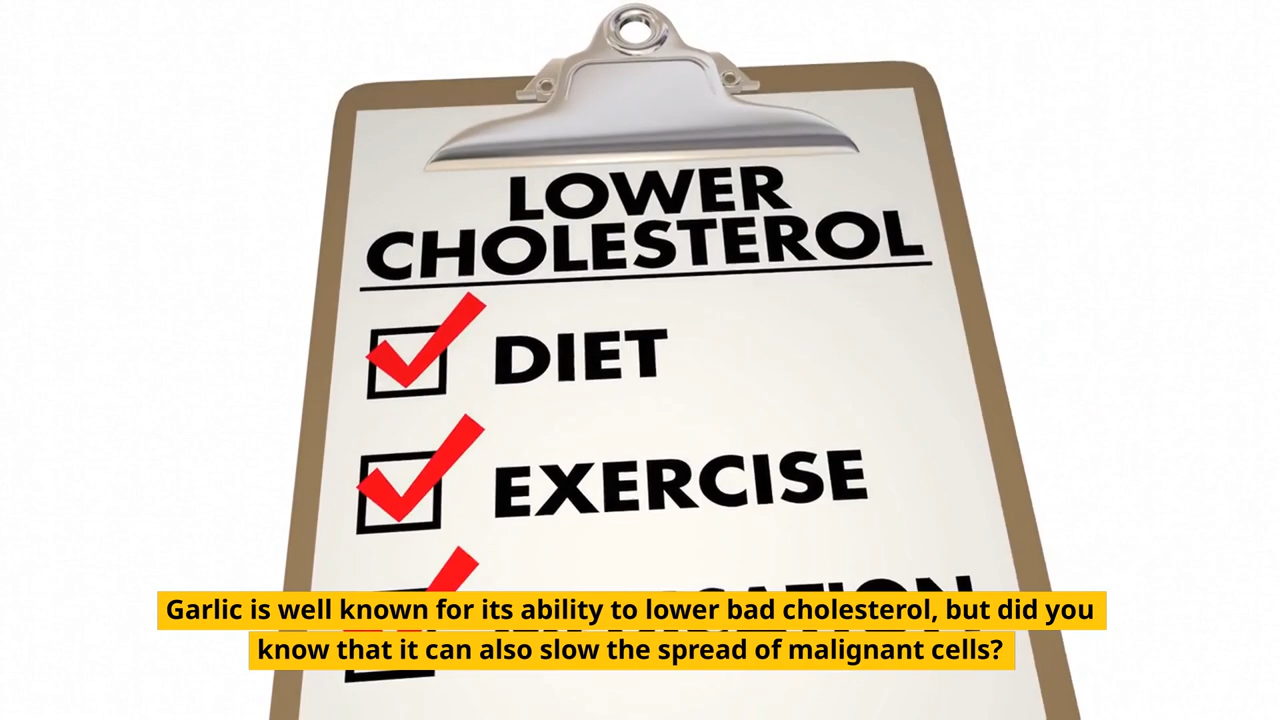 LOWER
CHOLESTEROL
DIET
EXERCISE
Garlic is well known for its ability to lower bad cholesterol, but did you
know that it can also slow the spread of malignant cells?